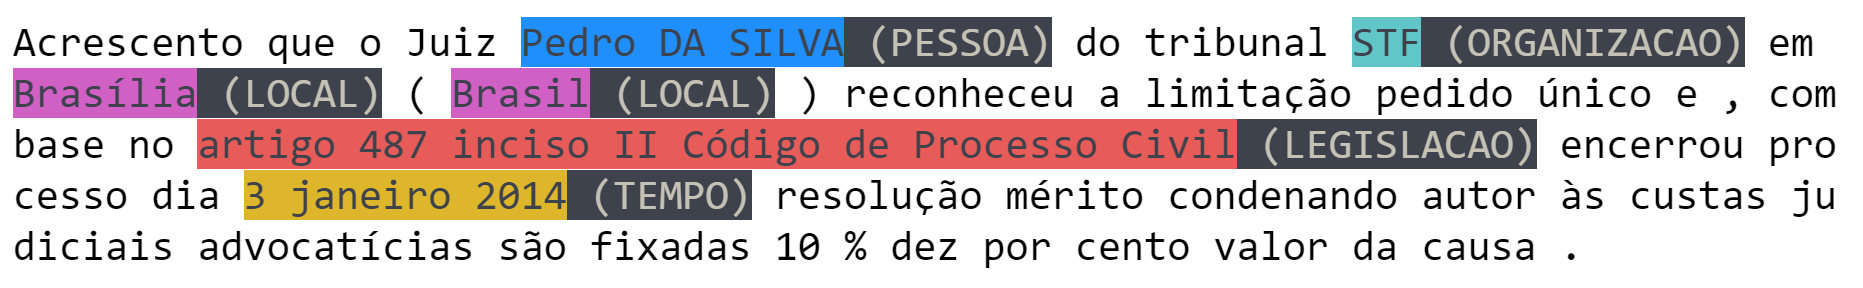 Acrescento que o Juiz Pedro DA SILVA (PESSOA) do tribunal STF (ORGANIZACAO) em
Brasília (LOCAL) ( Brasil (LOCAL) ) reconheceu a limitação pedido único e , com
base no artigo 487 inciso II Código de Processo Civil (LEGISLACAO) encerrou pro
cesso dia 3 janeiro 2014 (TEMPO) resolução mérito condenando autor às custas ju
diciais advocatícias são fixadas 10 % dez por cento valor da causa .